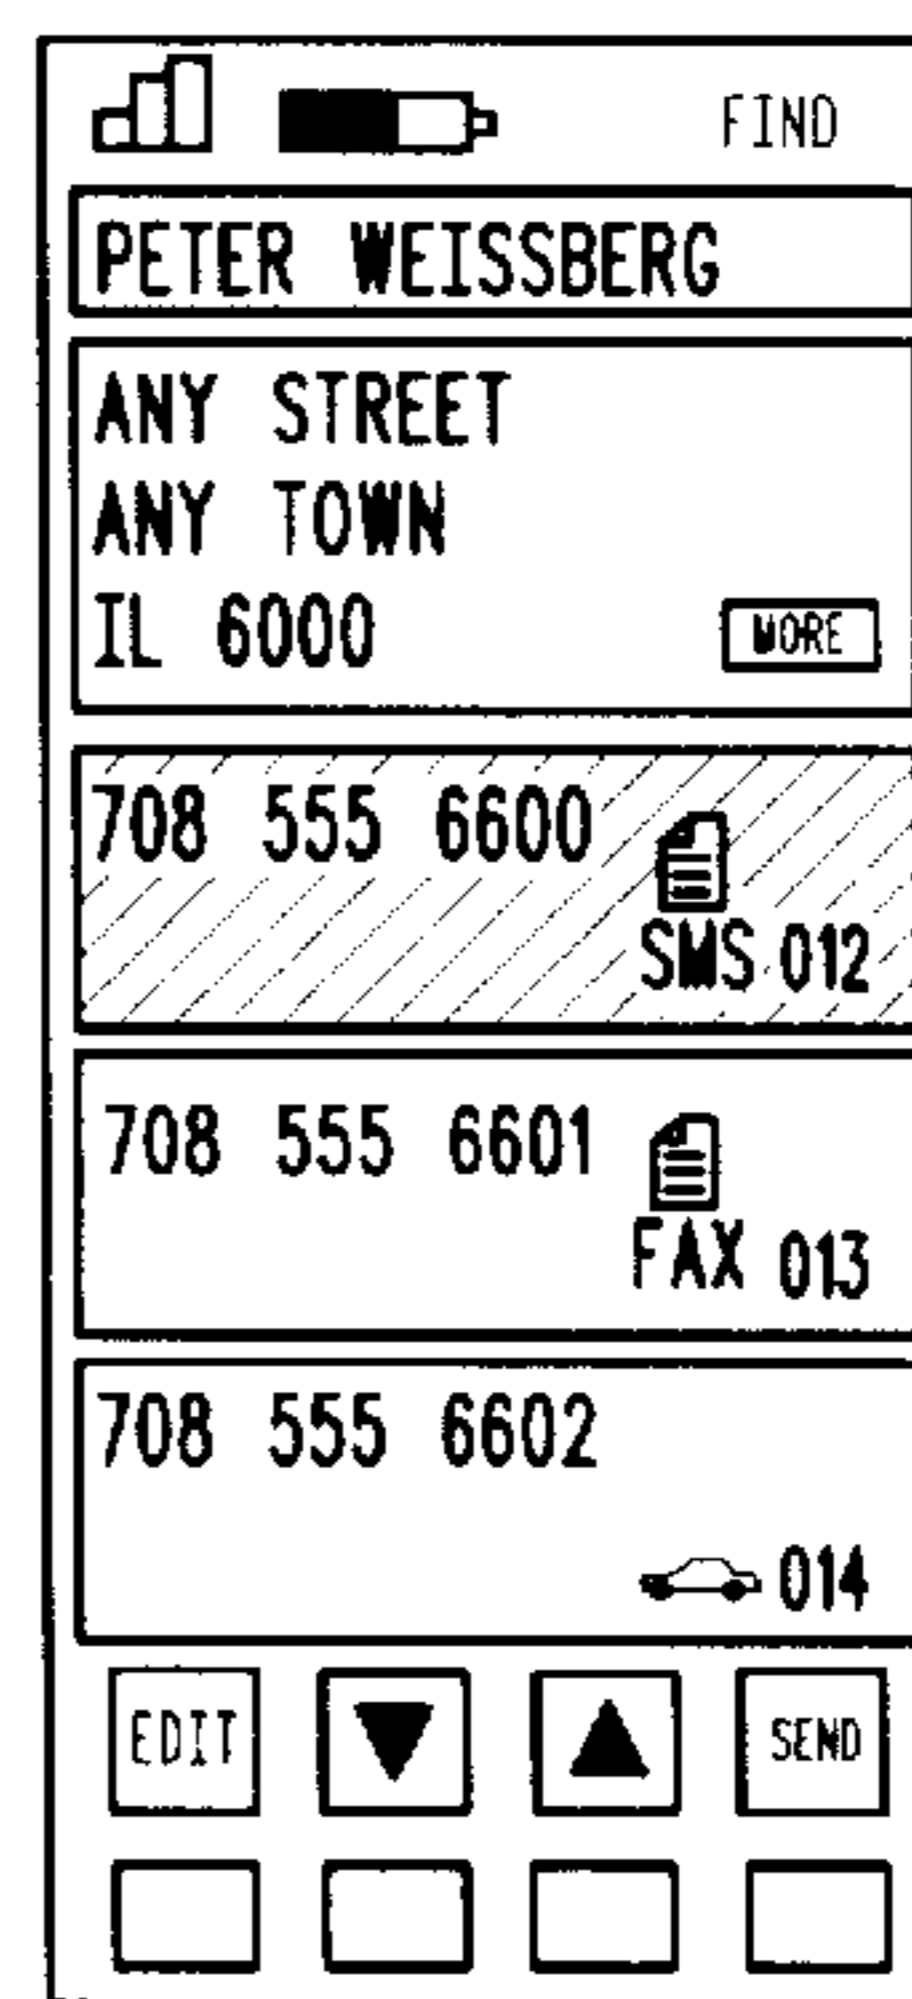 FIND
PETER WEISSBERG
ANY STREET
ANY TOWN
IL 6000
MORE
708 555 6600
SMS 012
708 555 6601
FAX 013
708 555 6602
014
EDIT SEND